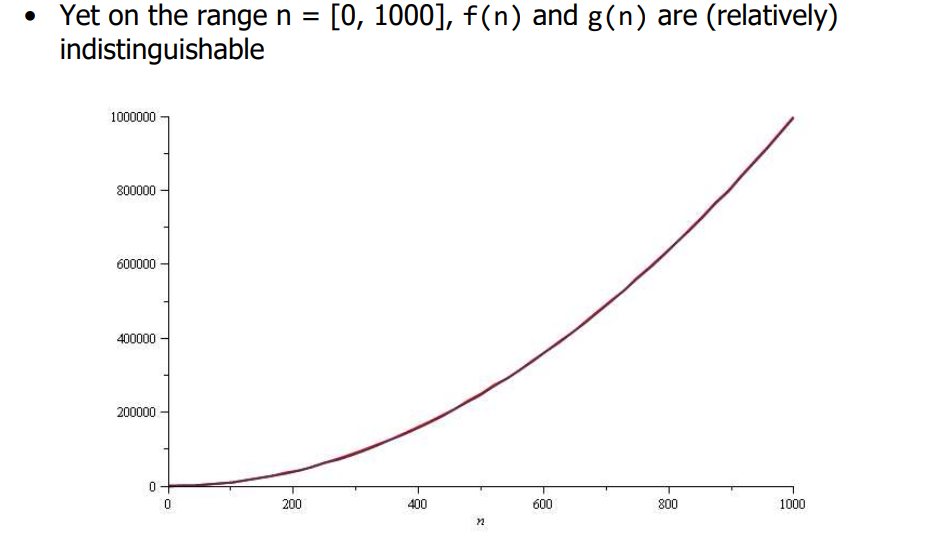 • Yet on the range n = [0, 1000], f(n) and g(n) are (relatively)
indistinguishable
1000000
800000
600000
400000
200000
0
0 200 400 600 800 1000
n